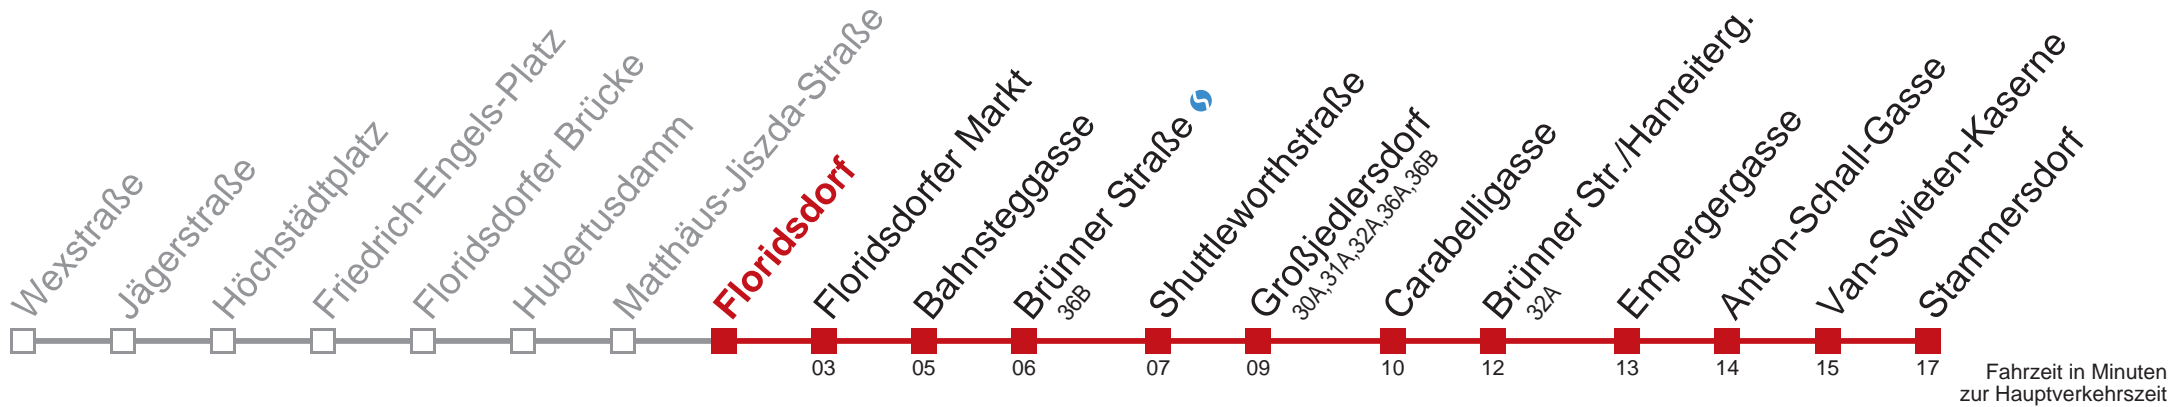 Wexstraße
Jägerstraße
Höchstädtplatz
Friedrich-Engels-Platz
Floridsdorfer Brücke
Hubertusdamm
Matthäus-Jiszda-Straße
Floridsdorf
Floridsdorfer Markt
Bahnsteggasse
Brünner Straße
36B
Shuttleworthstraße
Großjedlersdorf
30A,31A,32A,36A,36B
Carabelligasse
Brünner Str./Hanreiterg.
32A
Empergergasse
Anton-Schall-Gasse
Van-Swieten-Kaserne
Stammersdorf
03 05 06 07 09 10 12 13 14 15 17
Fahrzeit in Minuten
zur Hauptverkehrszeit